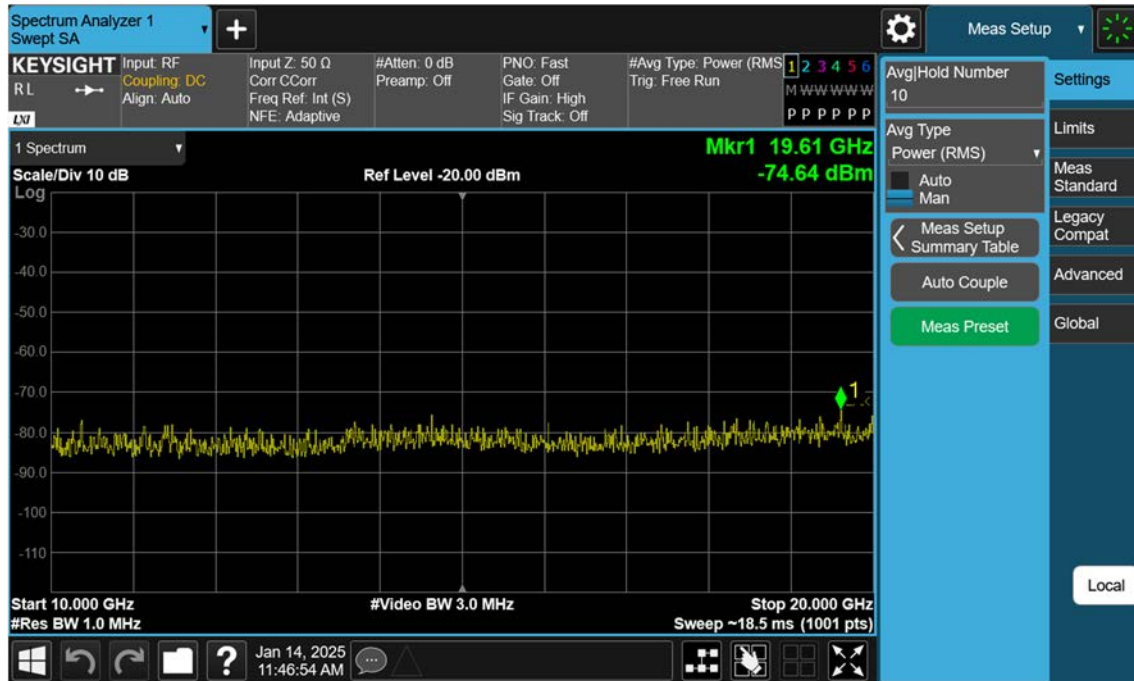 Spectrum Analyzer 1
Swept SA
+
Meas Setup
KEYSIGHT
R L
LXI
Input: RF
Coupling: DC
Align: Auto
Input Z: 50 Ω
Corr CCorr
Freq Ref: Int (S)
NFE: Adaptive
#Atten: 0 dB
Preamp: Off
PNO: Fast
Gate: Off
IF Gain: High
Sig Track: Off
#Avg Type: Power (RMS
Trig: Free Run
1 2 3 4 5 6
M W W W W W
P P P P P P
1 Spectrum
Mkr1 19.61 GHz
Scale/Div 10 dB
Ref Level -20.00 dBm
-74.64 dBm
Log
-30.0
-40.0
-50.0
-60.0
-70.0
1
-80.0
-90.0
-100
-110
Start 10.000 GHz
#Video BW 3.0 MHz
Stop 20.000 GHz
#Res BW 1.0 MHz
Sweep ~18.5 ms (1001 pts)
?
Jan 14, 2025
11:46:54 AM
Avg|Hold Number
10
Avg Type
Power (RMS)
Auto
Man
Meas Setup
Summary Table
Auto Couple
Meas Preset
Settings
Limits
Meas
Standard
Legacy
Compat
Advanced
Global
Local